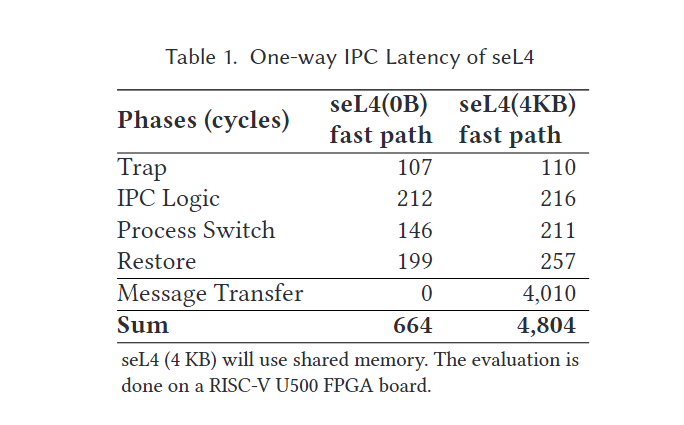 Table 1. One-way IPC Latency of seL4
Phases (cycles) seL4(0B) fast path seL4(4KB) fast path
Trap 107 110
IPC Logic 212 216
Process Switch 146 211
Restore 199 257
Message Transfer 0 4,010
Sum 664 4,804
seL4 (4 KB) will use shared memory. The evaluation is
done on a RISC-V U500 FPGA board.